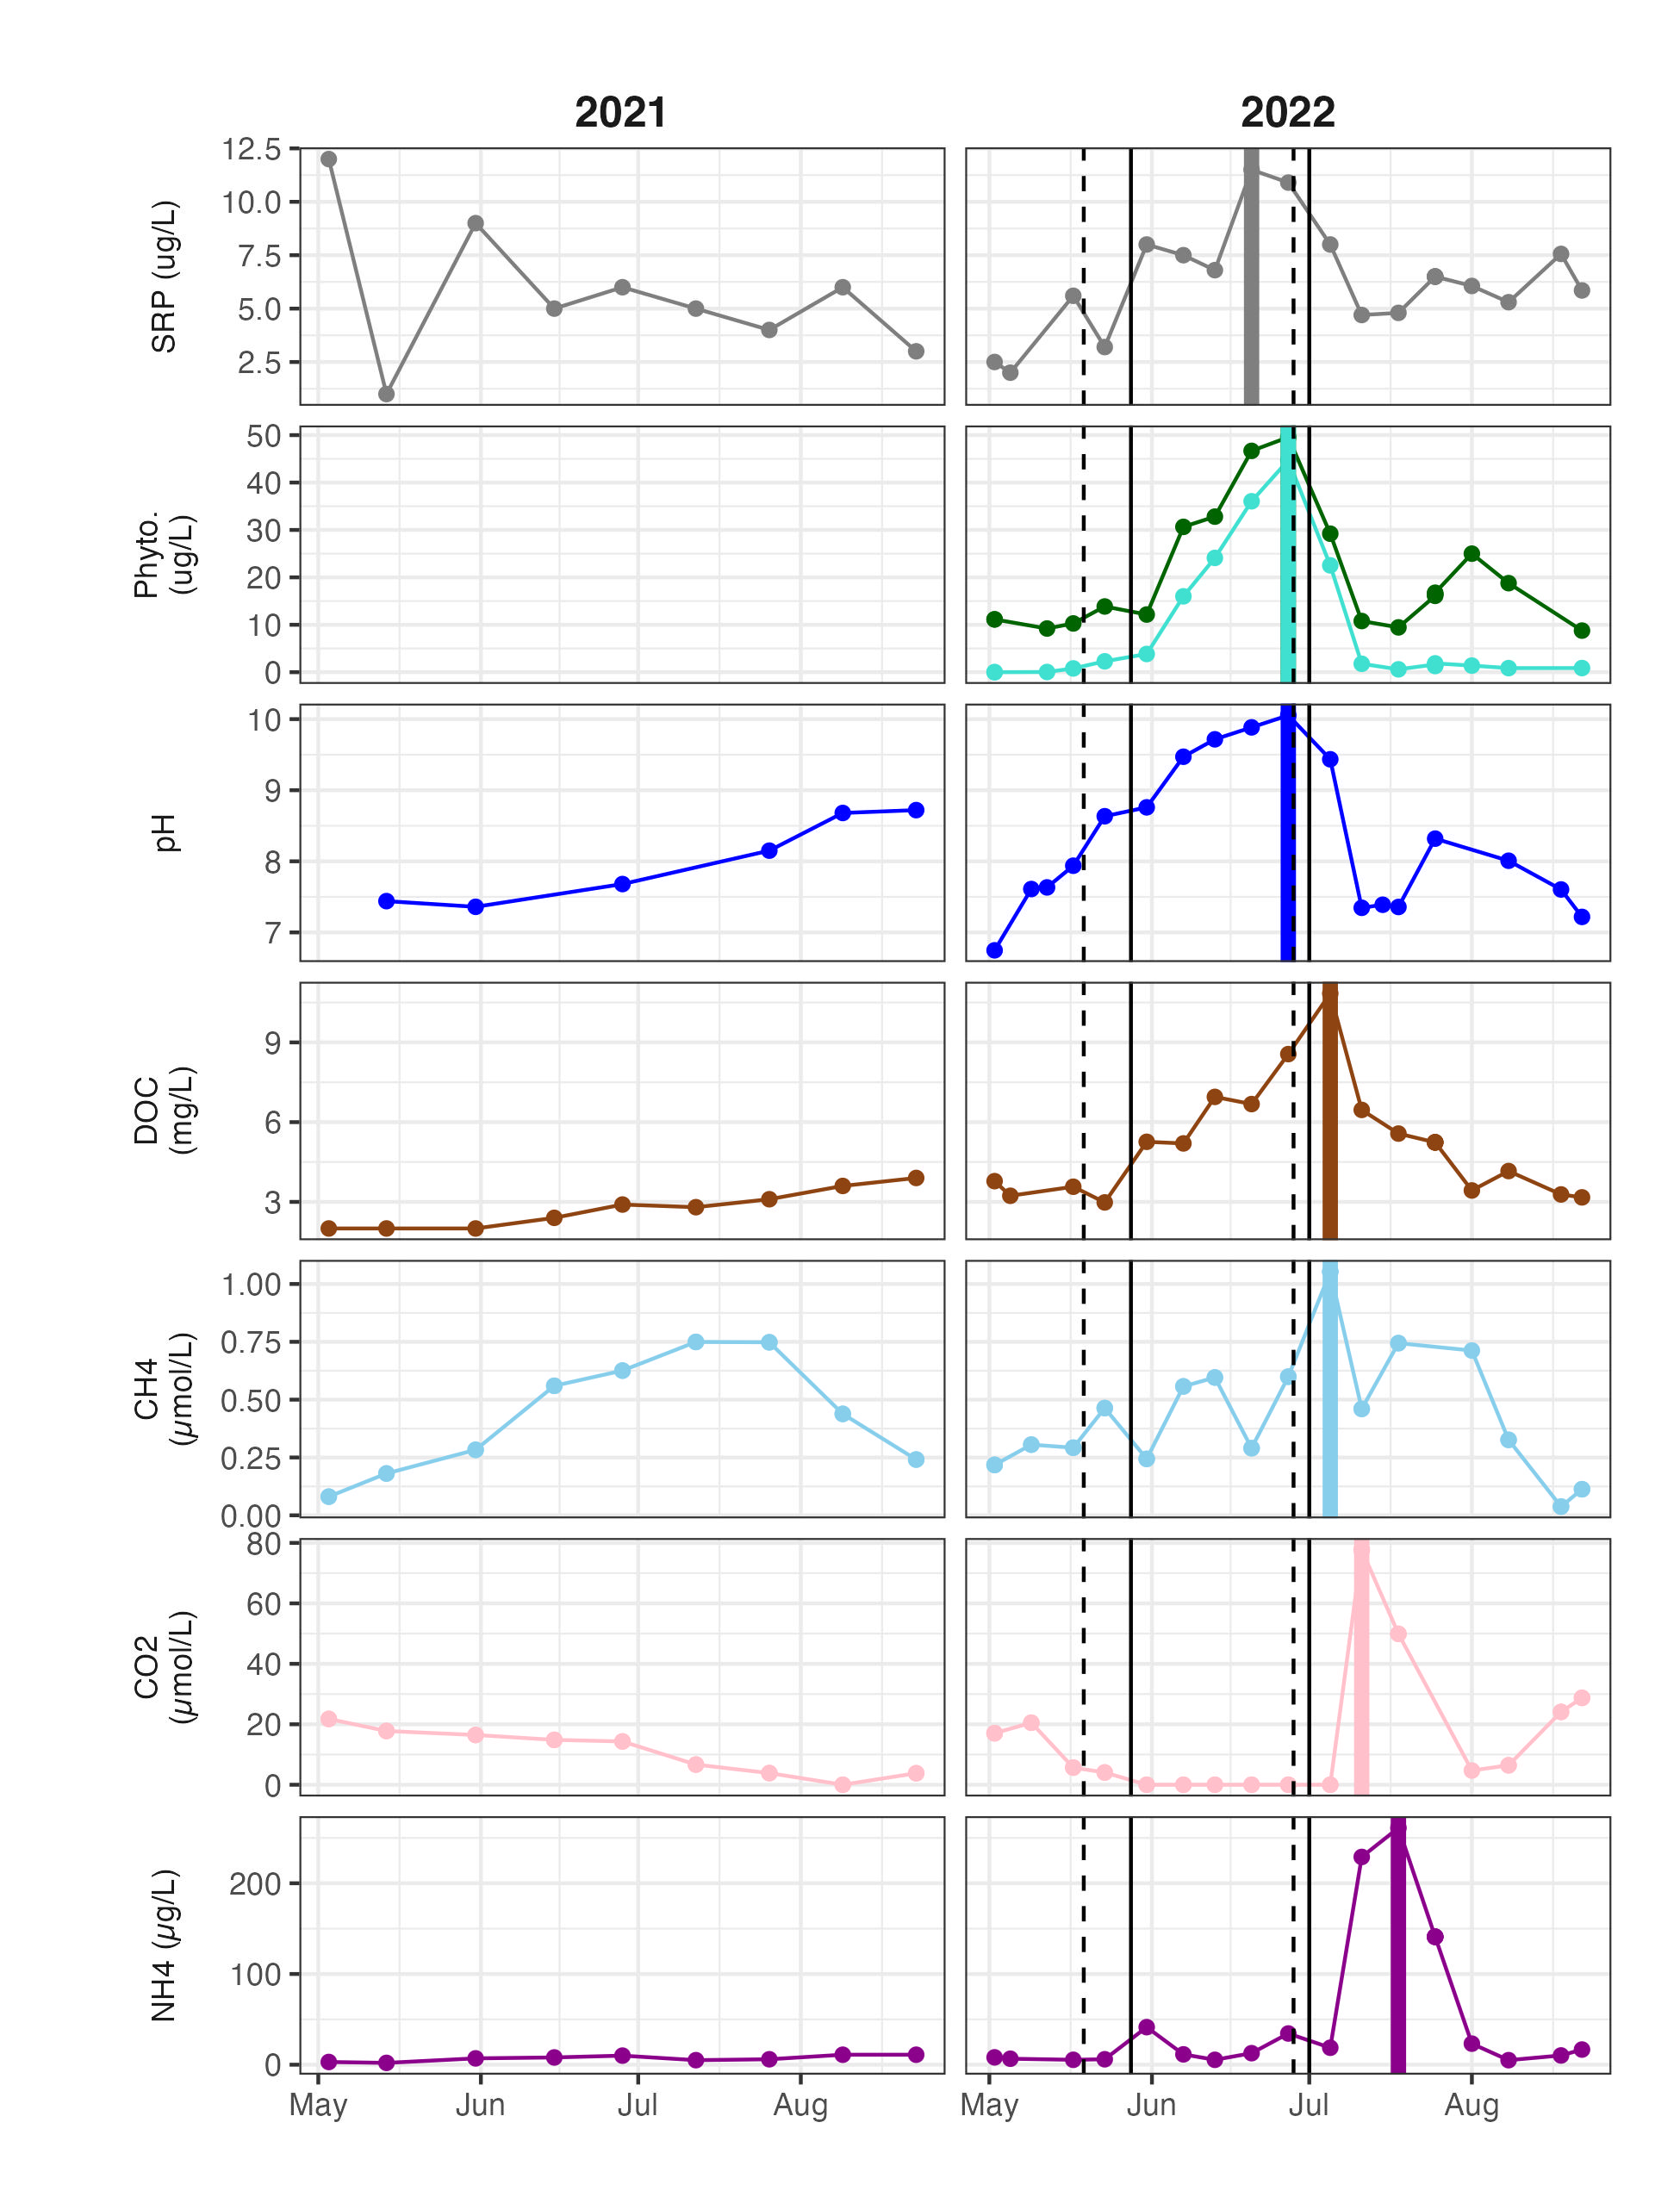 2021 2022
12.5
10.0
7.5
5.0
2.5
SRP (ug/L)
50
40
30
20
10
0
Phyto.
(ug/L)
10
9
8
7
pH
9
6
3
DOC
(mg/L)
1.00
0.75
0.50
0.25
0.00
CH4
(µmol/L)
80
60
40
20
0
CO2
(µmol/L)
200
100
0
NH4 (µg/L)
May Jun Jul Aug May Jun Jul Aug